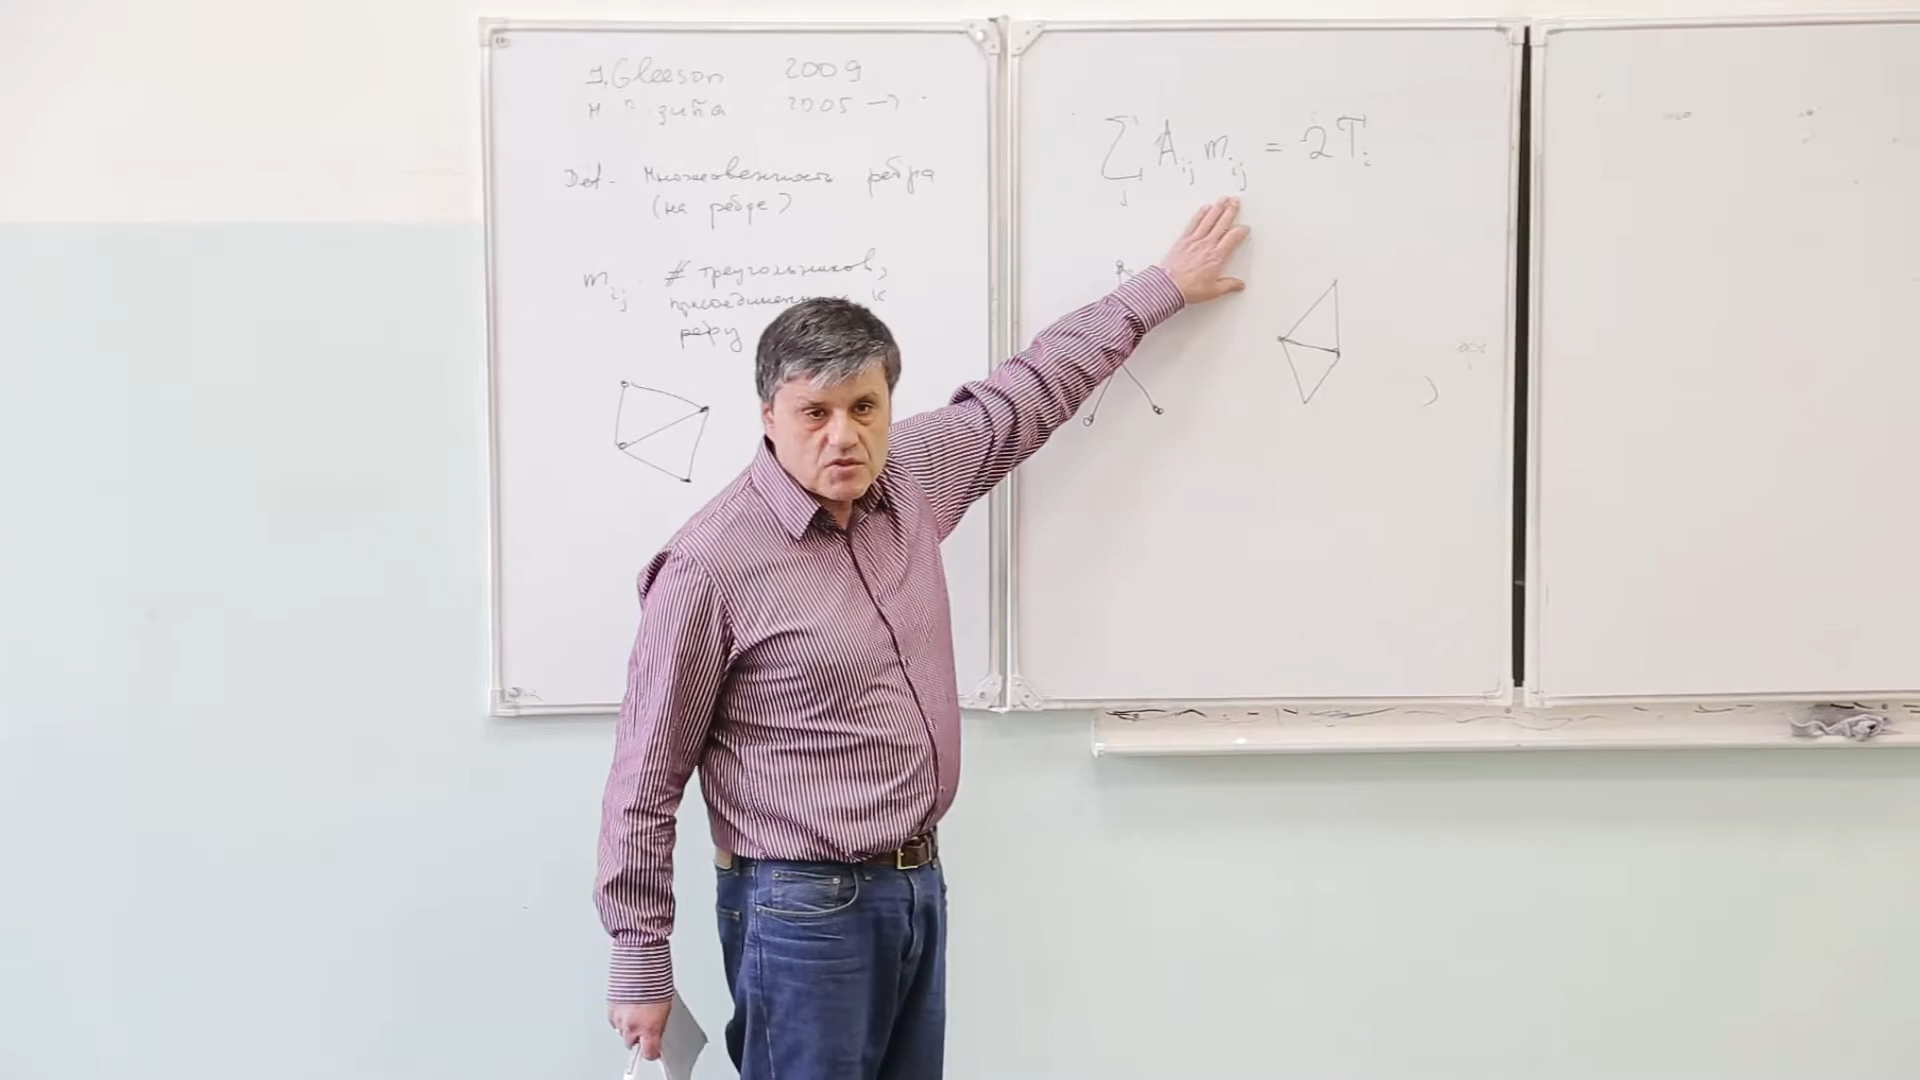 J. Gleeson 2009
2005 →
Def - Множественность ребра
(на ребре)
m_ij - # треугольников,
присоединенных к
ребру
∑_j A_ij m_ij = 2T_i